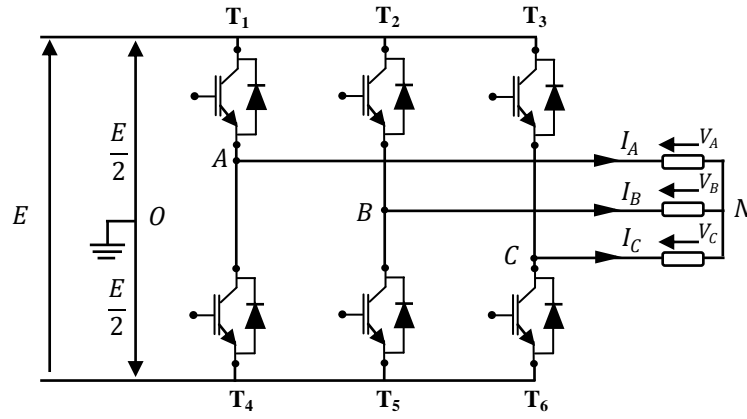 T₁ T₂ T₃
E/2
A
I_A V_A
E O
B
I_B V_B
N
I_C V_C
C
E/2
T₄ T₅ T₆